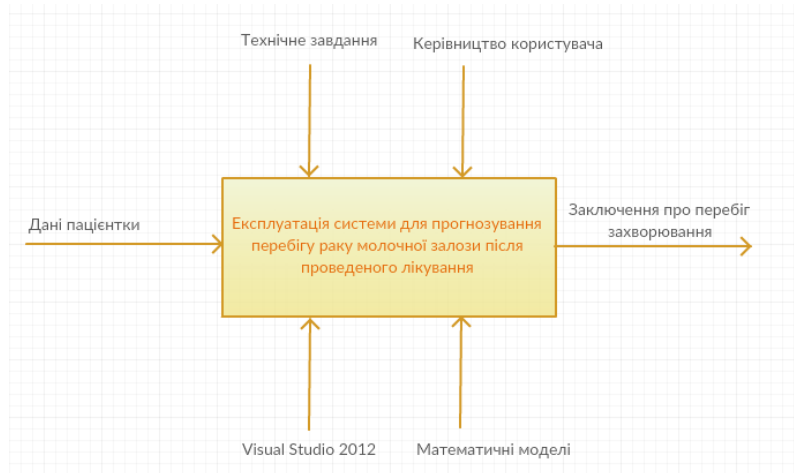 Технічне завдання
Керівництво користувача
Дані пацієнтки
Експлуатація системи для прогнозування
перебігу раку молочної залози після
проведеного лікування
Заключення про перебіг
захворювання
Visual Studio 2012
Математичні моделі